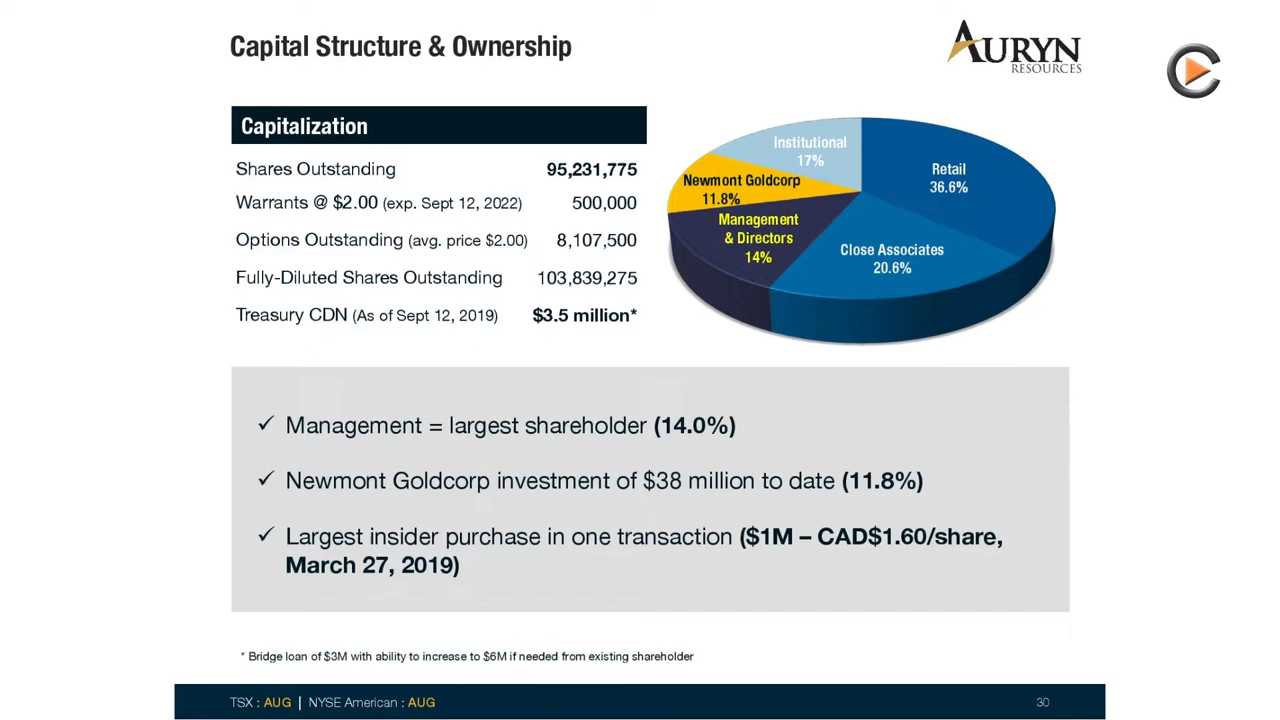 Capital Structure & Ownership
AURYN
RESOURCES
Capitalization
Shares Outstanding 95,231,775
Warrants @ $2.00 (exp. Sept 12, 2022) 500,000
Options Outstanding (avg. price $2.00) 8,107,500
Fully-Diluted Shares Outstanding 103,839,275
Treasury CDN (As of Sept 12, 2019) $3.5 million*
Institutional
17%
Retail
36.6%
Newmont Goldcorp
11.8%
Management
& Directors
14%
Close Associates
20.6%
✓ Management = largest shareholder (14.0%)
✓ Newmont Goldcorp investment of $38 million to date (11.8%)
✓ Largest insider purchase in one transaction ($1M – CAD$1.60/share,
March 27, 2019)
* Bridge loan of $3M with ability to increase to $6M if needed from existing shareholder
TSX : AUG | NYSE American : AUG
30